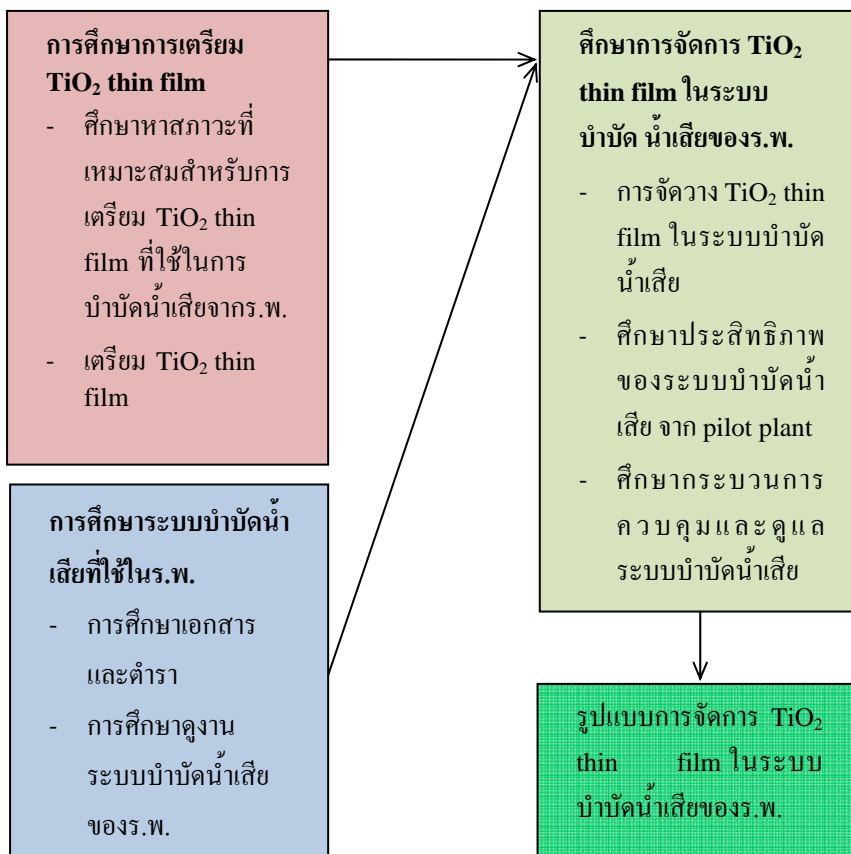 การศึกษาการเตรียม
TiO₂ thin film
- ศึกษาหาสภาวะที่
เหมาะสมสำหรับการ
เตรียม TiO₂ thin
film ที่ใช้ในการ
บำบัดน้ำเสียจากร.พ.
- เตรียม TiO₂ thin
film
การศึกษาระบบบำบัดน้ำ
เสียที่ใช้ในร.พ.
- การศึกษาเอกสาร
และตำรา
- การศึกษาดูงาน
ระบบบำบัดน้ำเสีย
ของร.พ.
ศึกษาการจัดการ TiO₂
thin film ในระบบ
บำบัด น้ำเสียของร.พ.
- การจัดวาง TiO₂ thin
film ในระบบบำบัด
น้ำเสีย
- ศึกษาประสิทธิภาพ
ของระบบบำบัดน้ำ
เสีย จาก pilot plant
- ศึกษากระบวนการ
ควบคุมและดูแล
ระบบบำบัดน้ำเสีย
รูปแบบการจัดการ TiO₂
thin film ในระบบ
บำบัดน้ำเสียของร.พ.